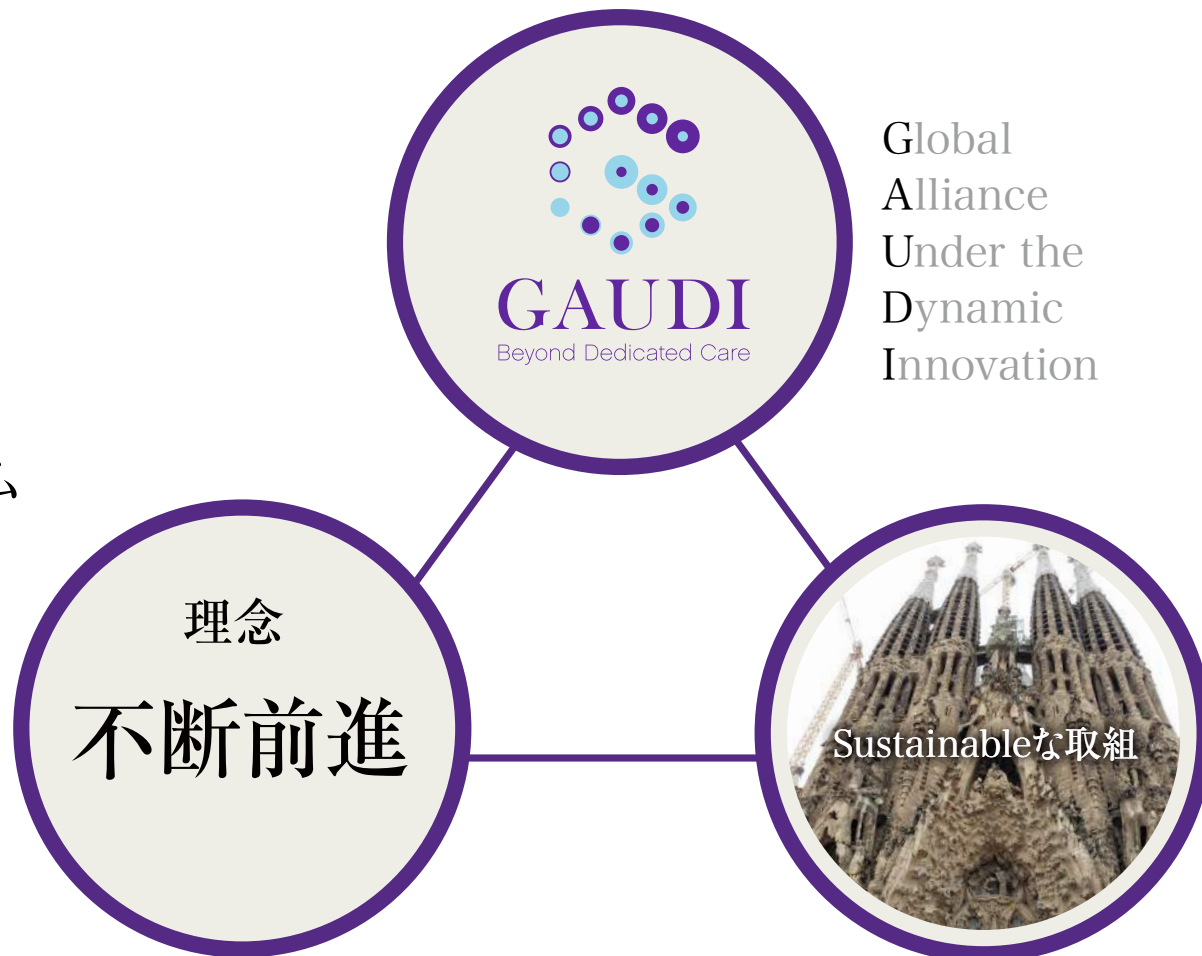 GAUDI
Beyond Dedicated Care
Global
Alliance
Under the
Dynamic
Innovation
ム
理念
不断前進
Sustainableな取組